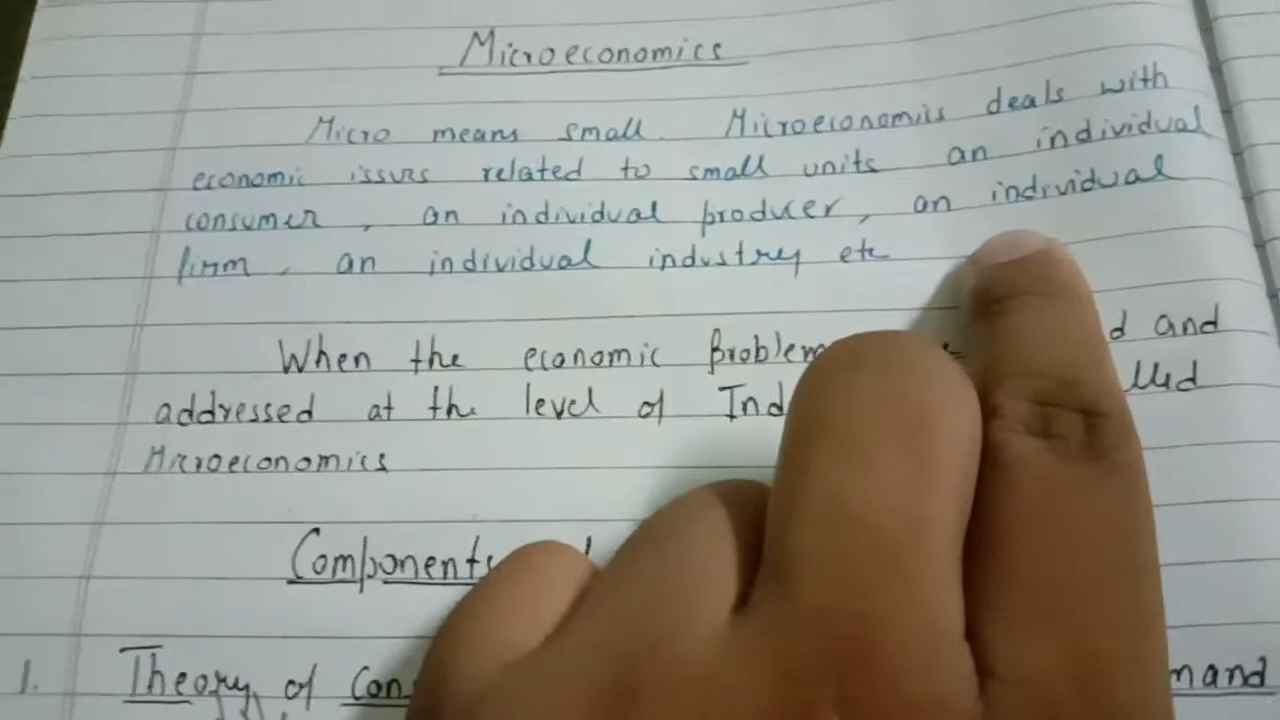 Microeconomics
Micro means small. Microeconomics deals with
economic issues related to small units an individual
consumer, an individual producer, an individual
firm, an individual industry etc
When the economic and
addressed at the level of
Microeconomics
Components
1. Theory of